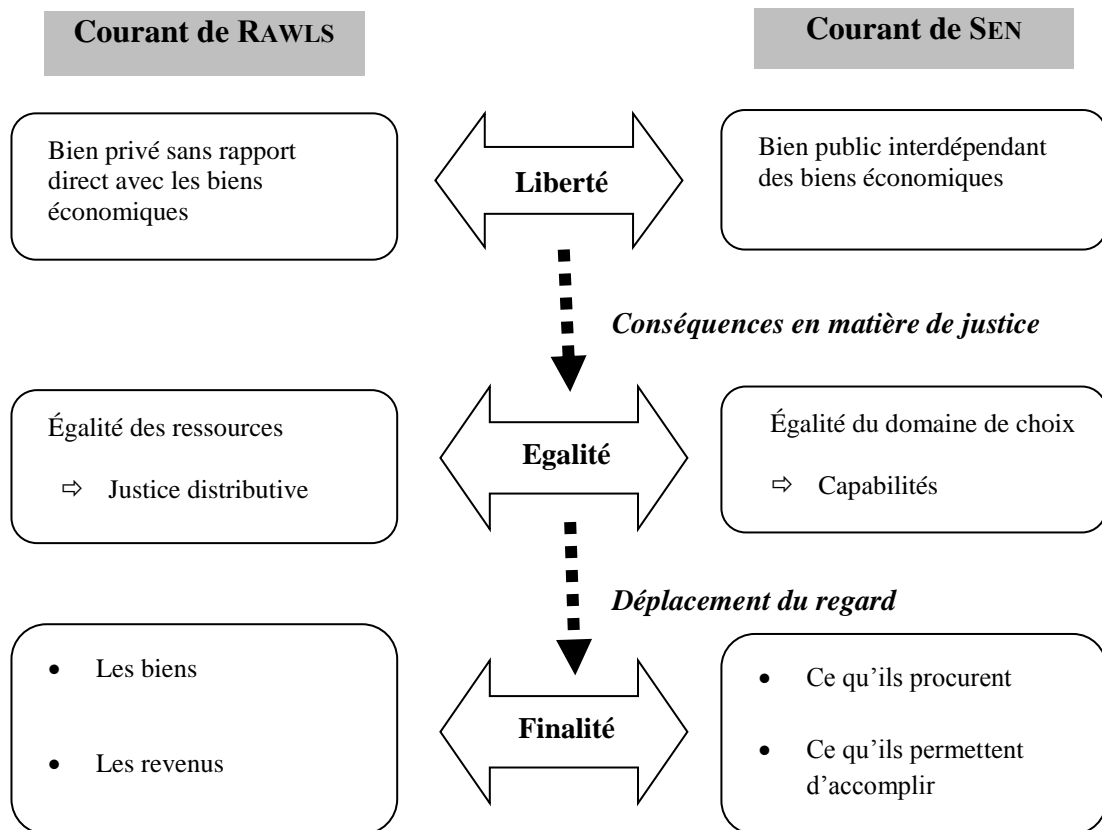 Courant de RAWLS
Courant de SEN
Bien privé sans rapport
direct avec les biens
économiques
Liberté
Bien public interdépendant
des biens économiques
Conséquences en matière de justice
Égalité des ressources
⇨ Justice distributive
Egalité
Égalité du domaine de choix
⇨ Capabilités
Déplacement du regard
• Les biens
• Les revenus
Finalité
• Ce qu’ils procurent
• Ce qu’ils permettent
d’accomplir